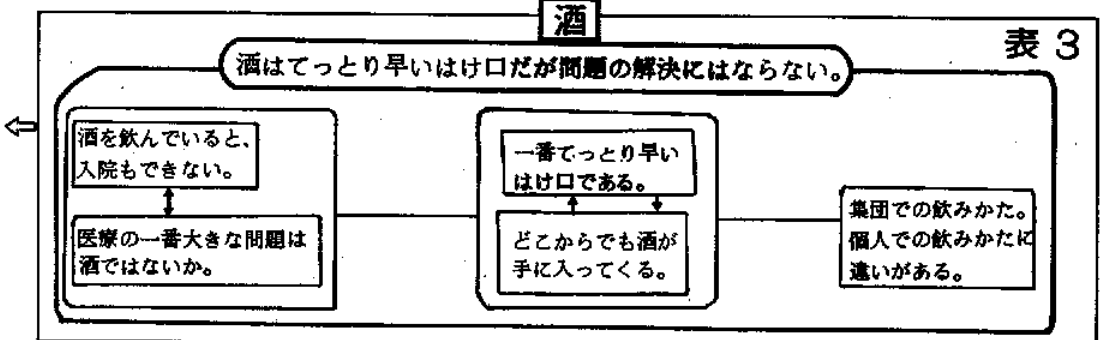 酒
表3
酒はてっとり早いはけ口だが問題の解決にはならない。
酒を飲んでいると、
入院もできない。
医療の一番大きな問題は
酒ではないか。
一番てっとり早い
はけ口である。
どこからでも酒が
手に入ってくる。
集団での飲みかた。
個人での飲みかたに
違いがある。